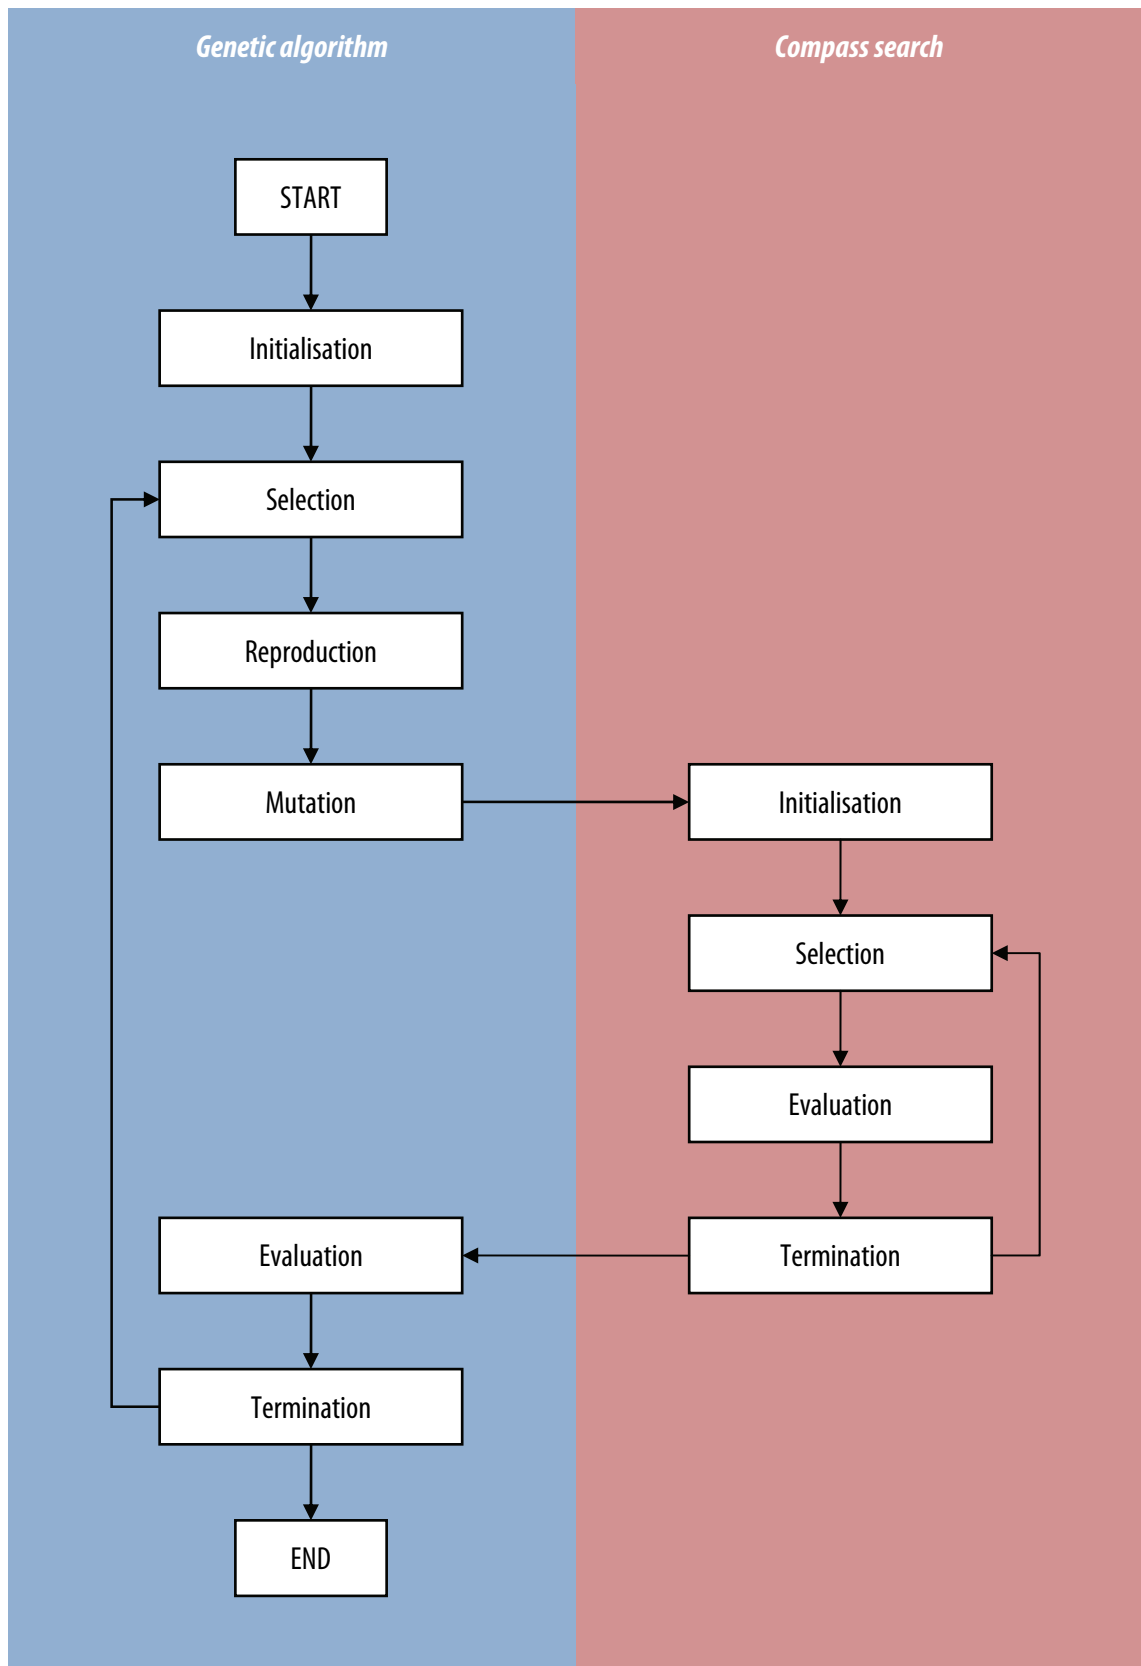 Genetic algorithm
Compass search
START
Initialisation
Selection
Reproduction
Mutation
Initialisation
Selection
Evaluation
Termination
Evaluation
Termination
END